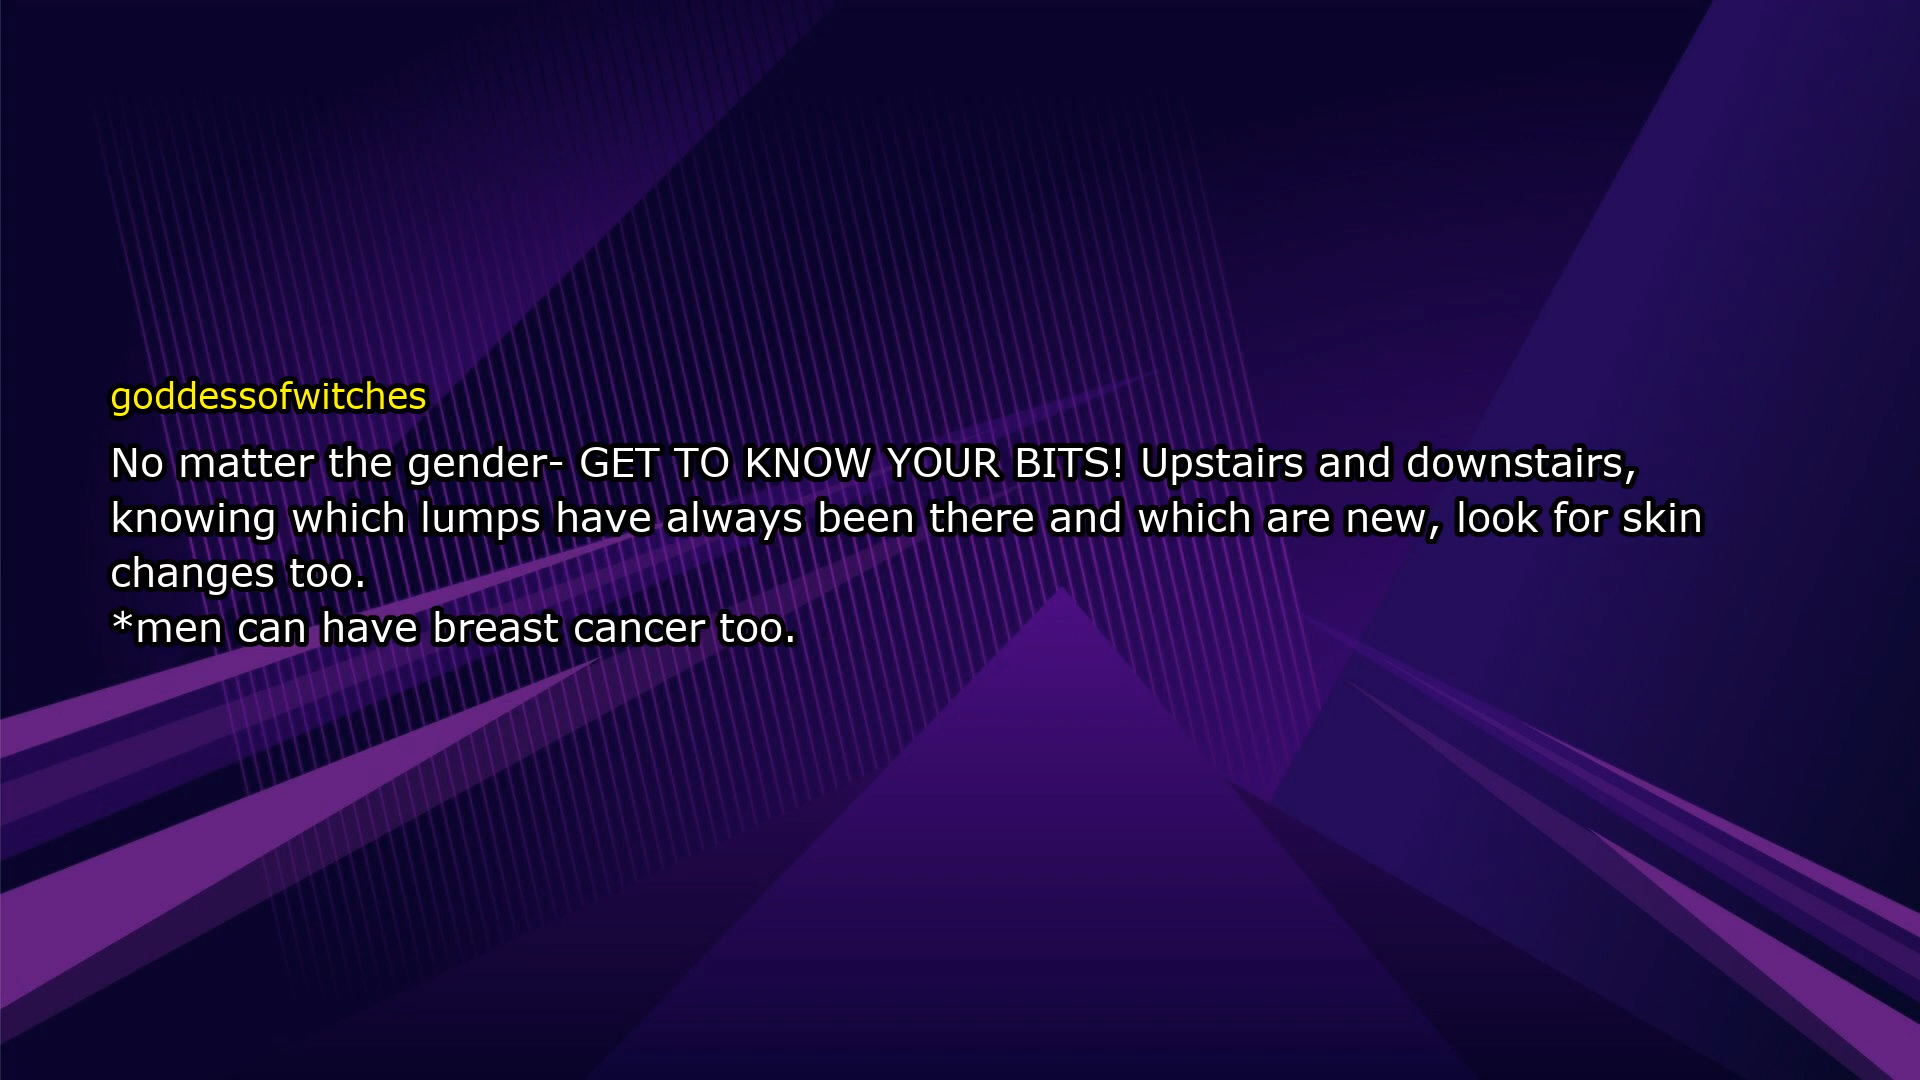 goddessofwitches
No matter the gender- GET TO KNOW YOUR BITS! Upstairs and downstairs,
knowing which lumps have always been there and which are new, look for skin
changes too.
*men can have breast cancer too.